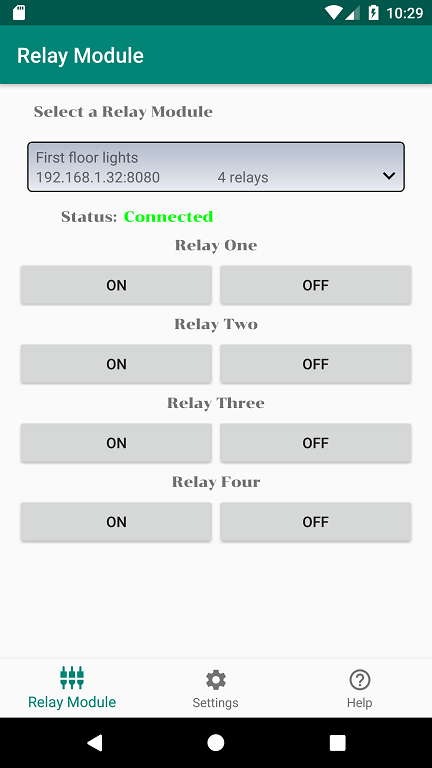 10:29
Relay Module
Select a Relay Module
First floor lights
192.168.1.32:8080 4 relays
Status: Connected
Relay One
ON OFF
Relay Two
ON OFF
Relay Three
ON OFF
Relay Four
ON OFF
Relay Module Settings Help